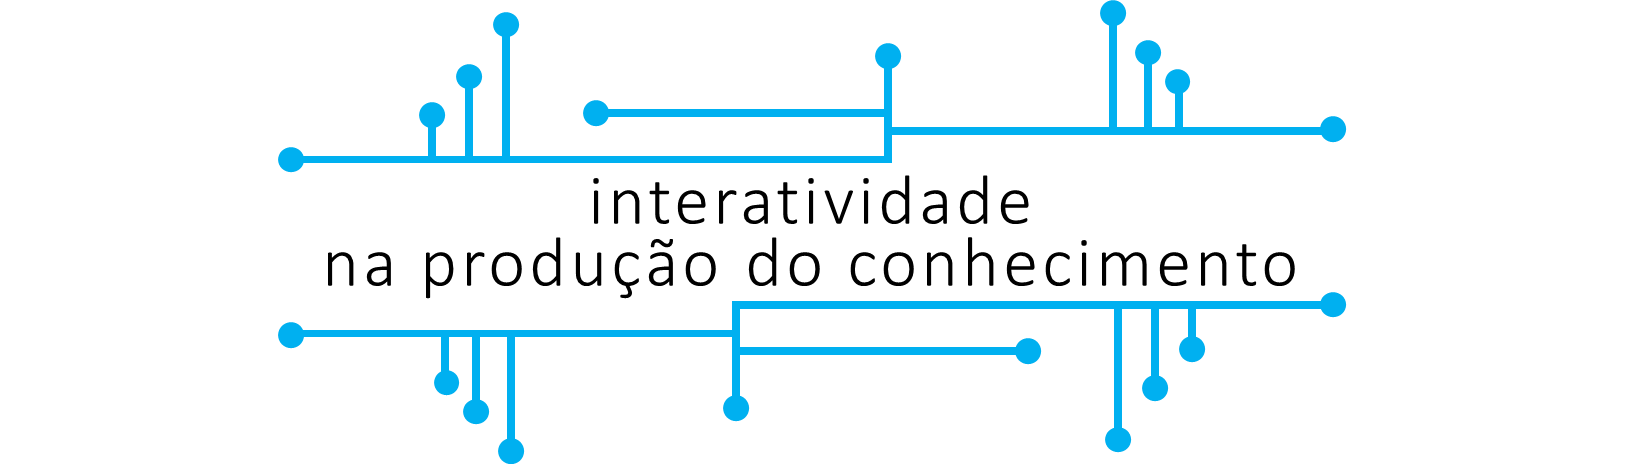 interatividade
na produção do conhecimento